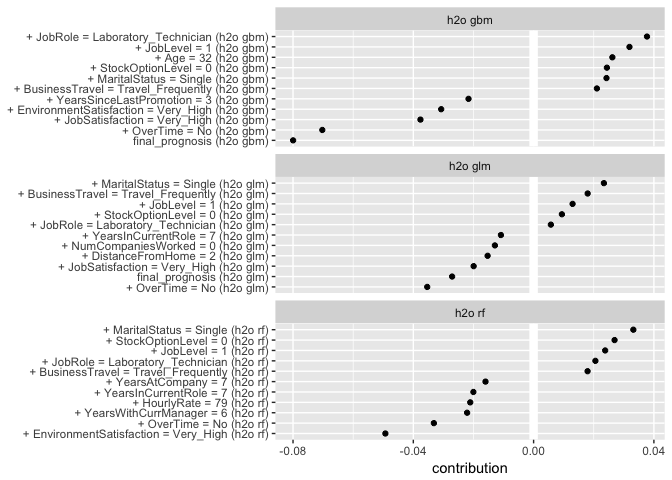 h2o gbm
+ JobRole = Laboratory_Technician (h2o gbm)
+ JobLevel = 1 (h2o gbm)
+ Age = 32 (h2o gbm)
+ StockOptionLevel = 0 (h2o gbm)
+ MaritalStatus = Single (h2o gbm)
+ BusinessTravel = Travel_Frequently (h2o gbm)
+ YearsSinceLastPromotion = 3 (h2o gbm)
+ EnvironmentSatisfaction = Very_High (h2o gbm)
+ JobSatisfaction = Very_High (h2o gbm)
+ OverTime = No (h2o gbm)
final_prognosis (h2o gbm)
h2o glm
+ MaritalStatus = Single (h2o glm)
+ BusinessTravel = Travel_Frequently (h2o glm)
+ JobLevel = 1 (h2o glm)
+ StockOptionLevel = 0 (h2o glm)
+ JobRole = Laboratory_Technician (h2o glm)
+ YearsInCurrentRole = 7 (h2o glm)
+ NumCompaniesWorked = 0 (h2o glm)
+ DistanceFromHome = 2 (h2o glm)
+ JobSatisfaction = Very_High (h2o glm)
final_prognosis (h2o glm)
+ OverTime = No (h2o glm)
h2o rf
+ MaritalStatus = Single (h2o rf)
+ StockOptionLevel = 0 (h2o rf)
+ JobLevel = 1 (h2o rf)
+ JobRole = Laboratory_Technician (h2o rf)
+ BusinessTravel = Travel_Frequently (h2o rf)
+ YearsAtCompany = 7 (h2o rf)
+ YearsInCurrentRole = 7 (h2o rf)
+ HourlyRate = 79 (h2o rf)
+ YearsWithCurrManager = 6 (h2o rf)
+ OverTime = No (h2o rf)
+ EnvironmentSatisfaction = Very_High (h2o rf)
-0.08 -0.04 0.00 0.04
contribution